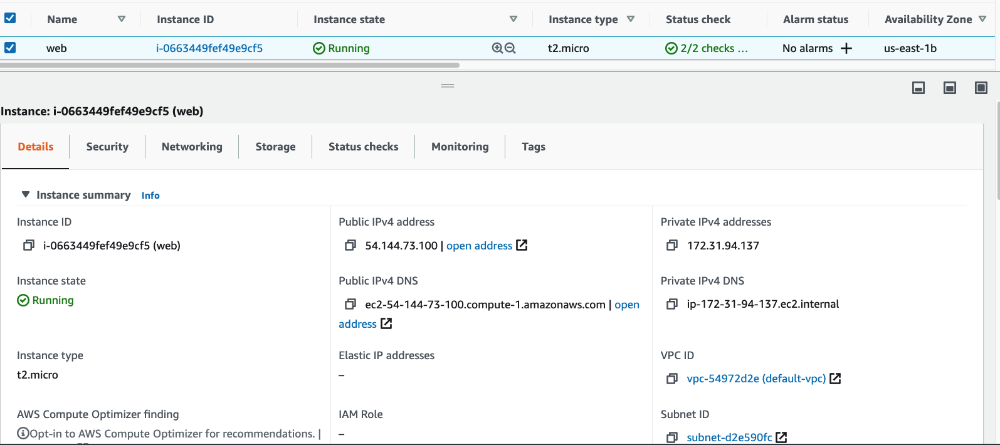 Name Instance ID Instance state Instance type Status check Alarm status Availability Zone
web i-0663449fef49e9cf5 Running t2.micro 2/2 checks ... No alarms + us-east-1b
Instance: i-0663449fef49e9cf5 (web)
Details Security Networking Storage Status checks Monitoring Tags
Instance summary Info
Instance ID
i-0663449fef49e9cf5 (web)
Public IPv4 address
54.144.73.100 | open address
Private IPv4 addresses
172.31.94.137
Instance state
Running
Public IPv4 DNS
ec2-54-144-73-100.compute-1.amazonaws.com | open
address
Private IPv4 DNS
ip-172-31-94-137.ec2.internal
Instance type
t2.micro
Elastic IP addresses
–
VPC ID
vpc-54972d2e (default-vpc)
AWS Compute Optimizer finding
Opt-in to AWS Compute Optimizer for recommendations. |
IAM Role
–
Subnet ID
subnet-d2e590fc